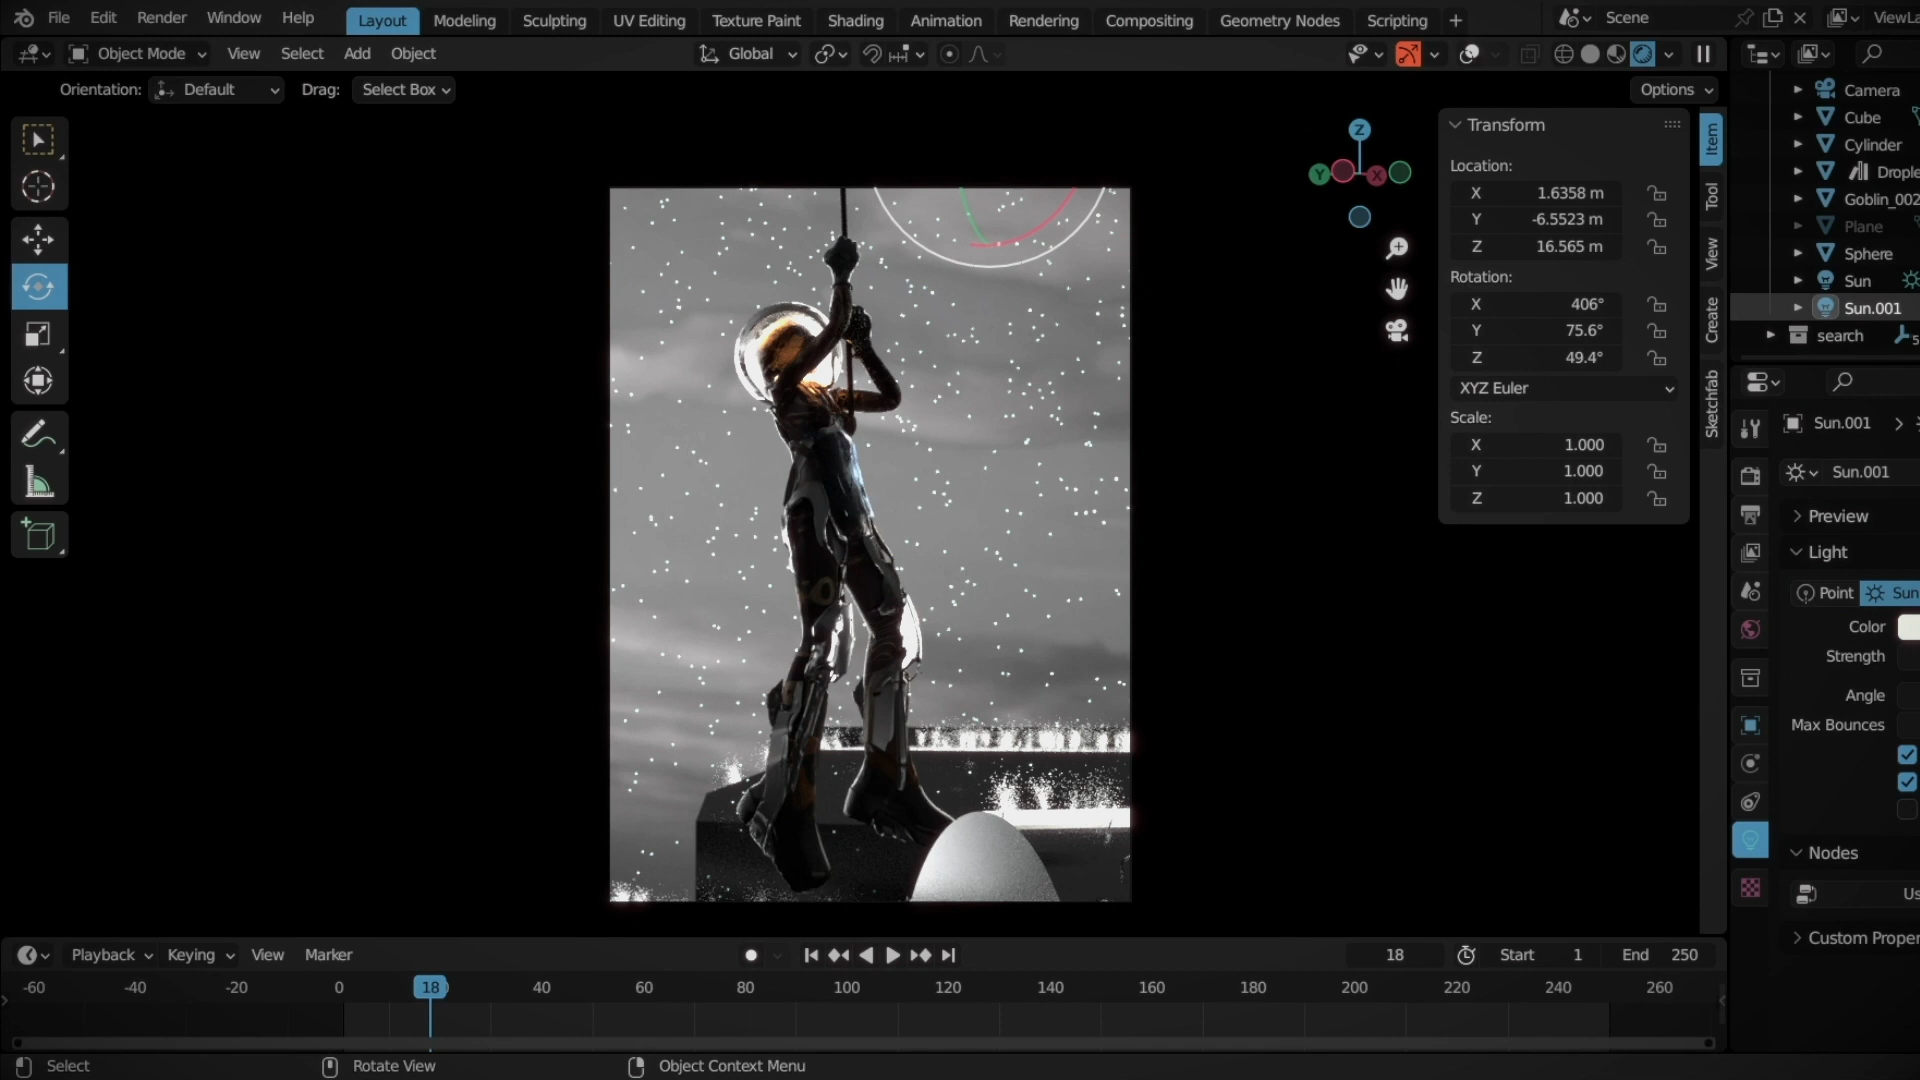 File Edit Render Window Help Layout Modeling Sculpting UV Editing Texture Paint Shading Animation Rendering Compositing Geometry Nodes Scripting + Scene ViewLa
Object Mode View Select Add Object Global
Orientation: Default Drag: Select Box Options
Z
Y
X
Transform
Location:
X 1.6358 m
Y -6.5523 m
Z 16.565 m
Rotation:
X 406°
Y 75.6°
Z 49.4°
XYZ Euler
Scale:
X 1.000
Y 1.000
Z 1.000
Item
Tool
View
Create
Sketchfab
Camera
Cube
Cylinder
Drople
Goblin_002
Plane
Sphere
Sun
Sun.001
search 5
Sun.001
Sun.001
Preview
Light
Point Sun
Color
Strength
Angle
Max Bounces
Nodes
Us
Custom Proper
Playback Keying View Marker 18 Start 1 End 250
-60 -40 -20 0 18 40 60 80 100 120 140 160 180 200 220 240 260
Select Rotate View Object Context Menu